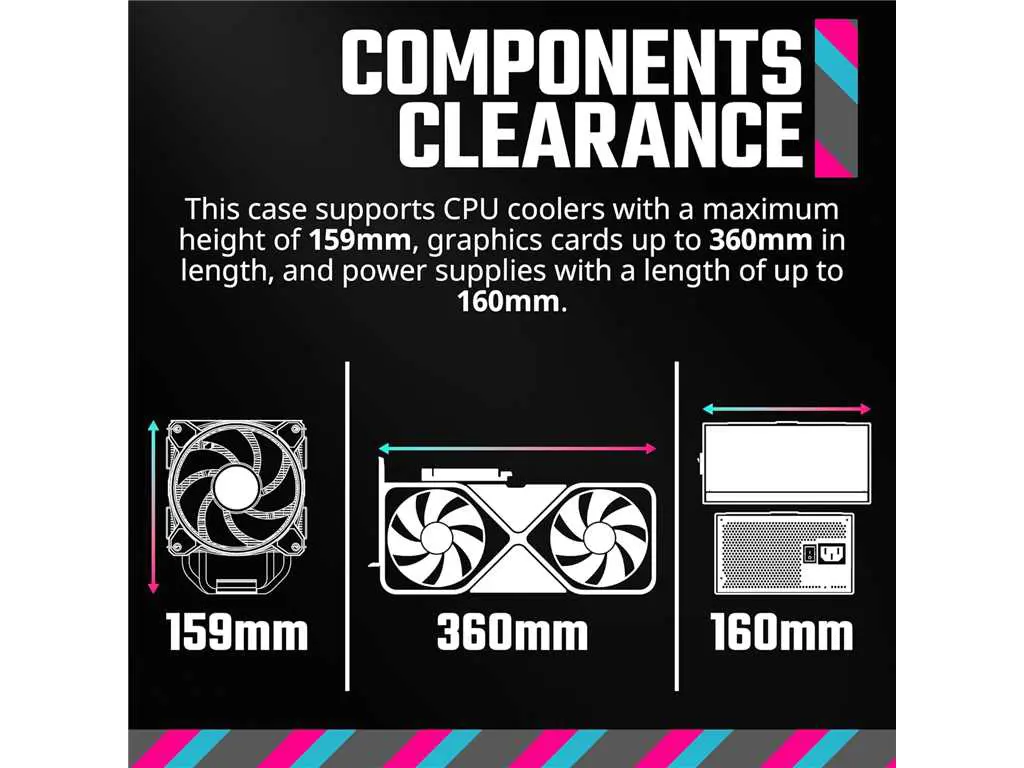 COMPONENTS
CLEARANCE
This case supports CPU coolers with a maximum
height of 159mm, graphics cards up to 360mm in
length, and power supplies with a length of up to
160mm.
159mm
360mm
160mm